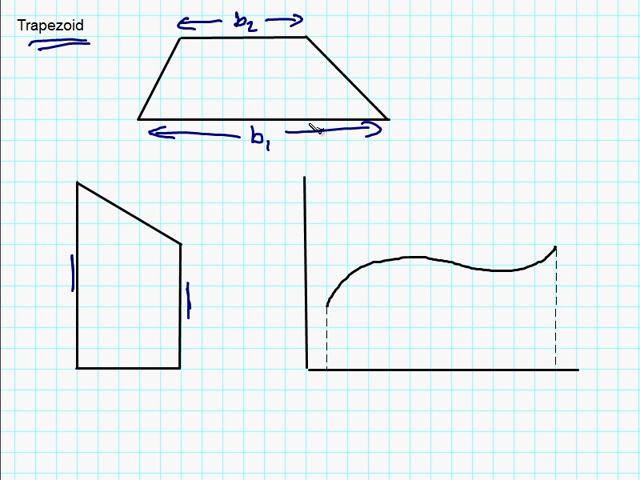 Trapezoid
b₂
b₁